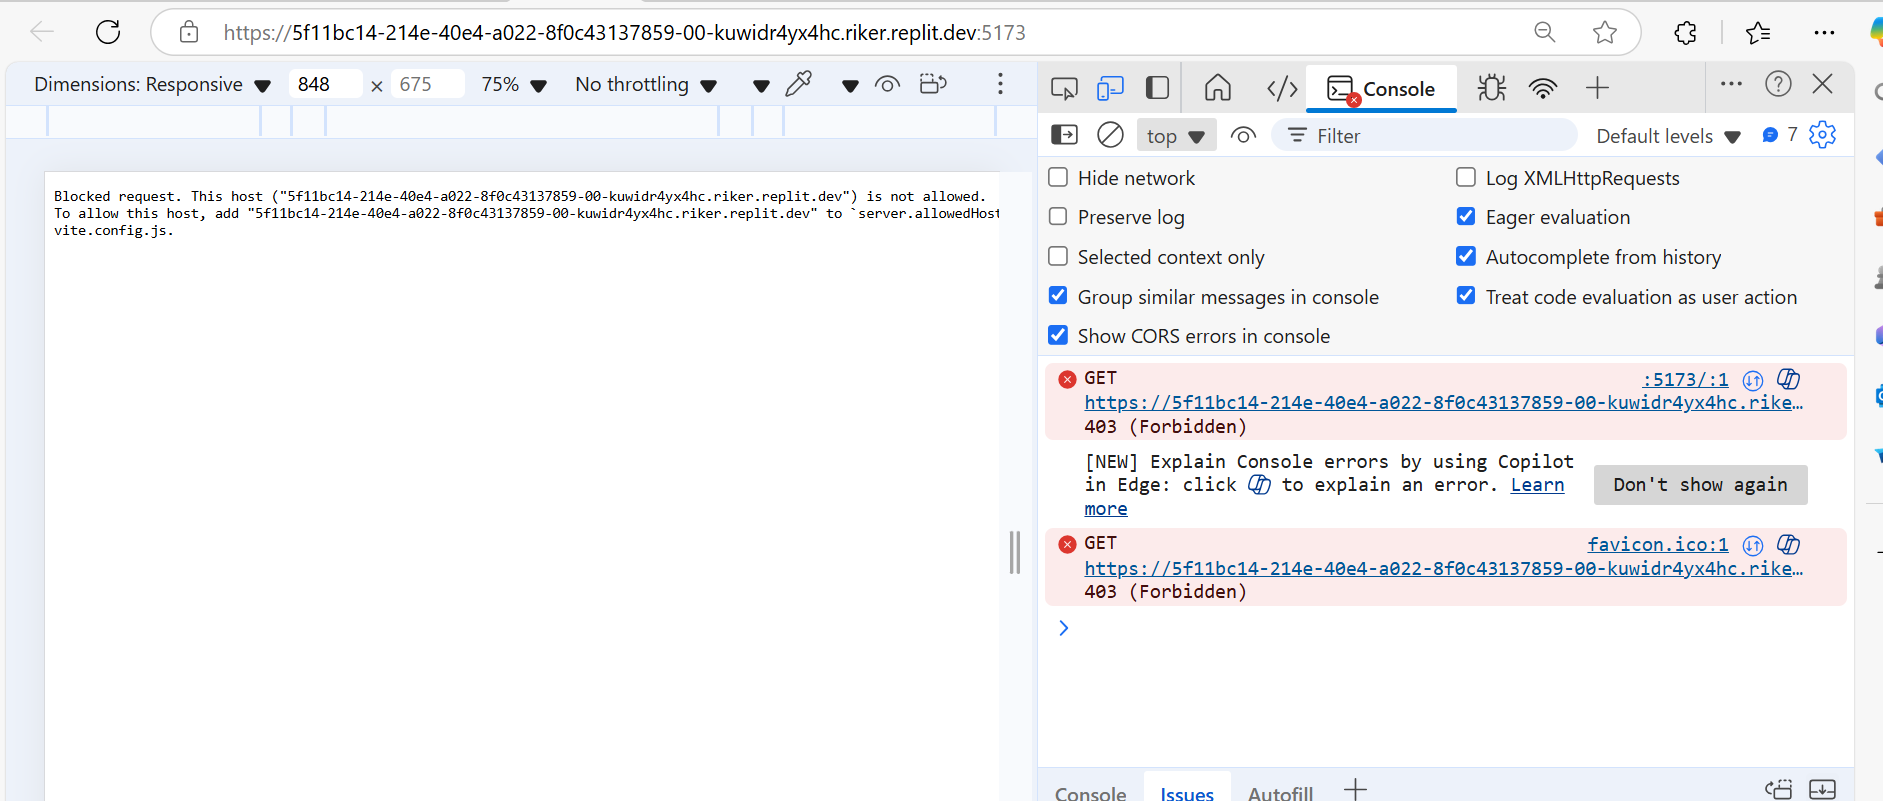 https://5f11bc14-214e-40e4-a022-8f0c43137859-00-kuwidr4yx4hc.riker.replit.dev:5173
Dimensions: Responsive 848 × 675 75% No throttling
Console
top Filter Default levels 7
Hide network Log XMLHttpRequests
Preserve log Eager evaluation
Selected context only Autocomplete from history
Group similar messages in console Treat code evaluation as user action
Show CORS errors in console
Blocked request. This host ("5f11bc14-214e-40e4-a022-8f0c43137859-00-kuwidr4yx4hc.riker.replit.dev") is not allowed.
To allow this host, add "5f11bc14-214e-40e4-a022-8f0c43137859-00-kuwidr4yx4hc.riker.replit.dev" to `server.allowedHost
vite.config.js.
GET :5173/:1
https://5f11bc14-214e-40e4-a022-8f0c43137859-00-kuwidr4yx4hc.rike…
403 (Forbidden)
[NEW] Explain Console errors by using Copilot
in Edge: click to explain an error. Learn
more
Don't show again
GET favicon.ico:1
https://5f11bc14-214e-40e4-a022-8f0c43137859-00-kuwidr4yx4hc.rike…
403 (Forbidden)
Console Issues Autofill